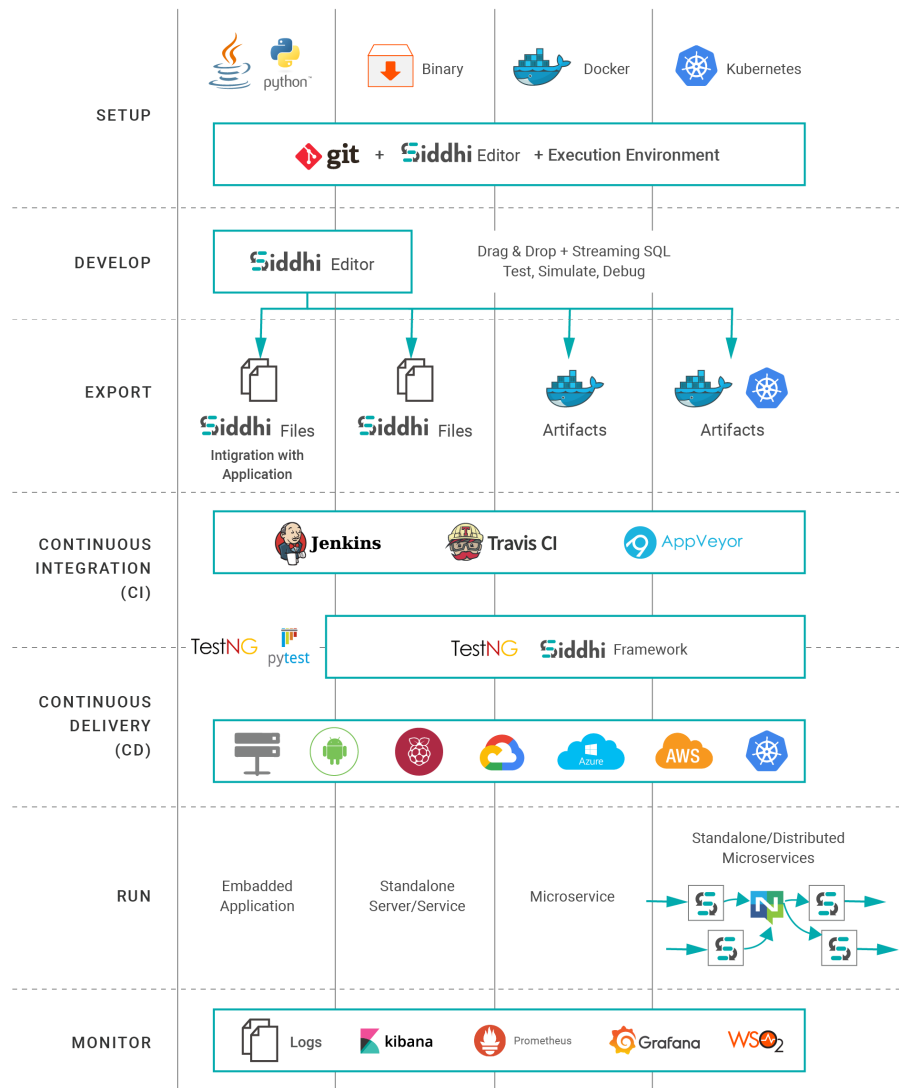 SETUP
python™
Binary
Docker
Kubernetes
git + Siddhi Editor + Execution Environment
DEVELOP
Siddhi Editor
Drag & Drop + Streaming SQL
Test, Simulate, Debug
EXPORT
Siddhi Files
Intigration with
Application
Siddhi Files
Artifacts
Artifacts
CONTINUOUS
INTEGRATION
(CI)
Jenkins
Travis CI
AppVeyor
TestNG
pytest
TestNG
Siddhi Framework
CONTINUOUS
DELIVERY
(CD)
Azure
AWS
RUN
Embadded
Application
Standalone
Server/Service
Microservice
Standalone/Distributed
Microservices
N
MONITOR
Logs
kibana
Prometheus
Grafana
WSO2